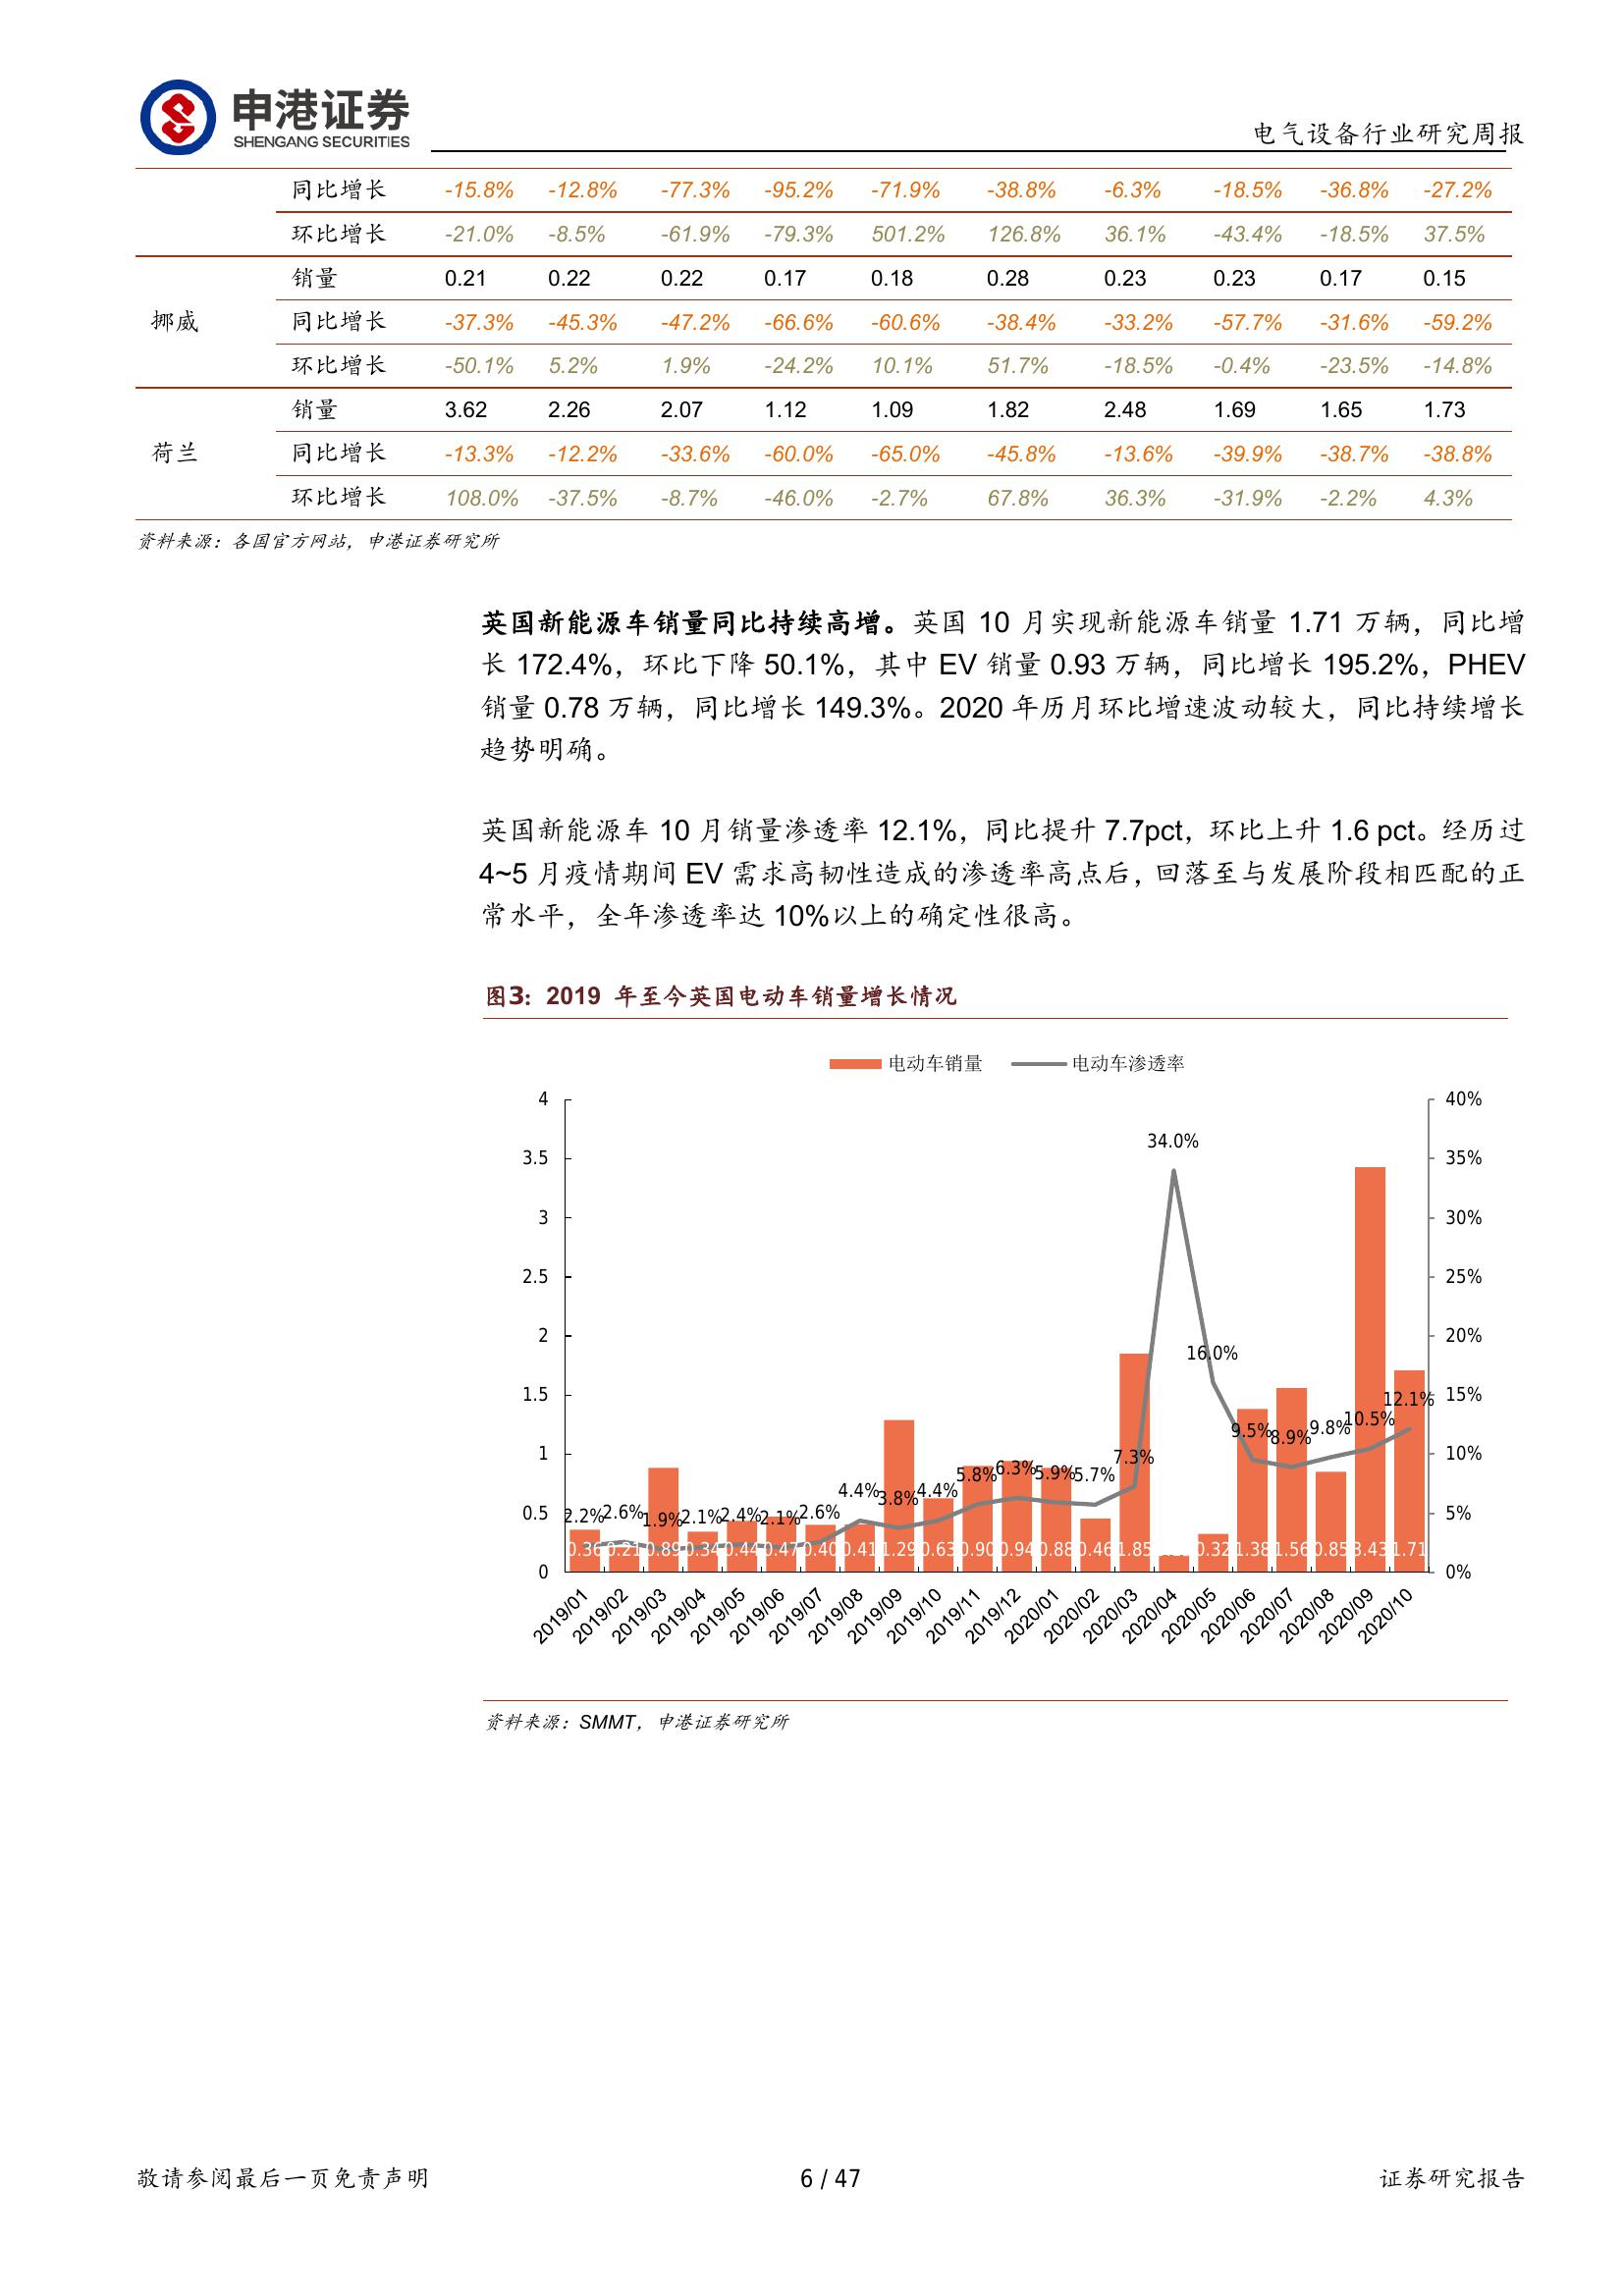 申港证券
SHENGANG SECURITIES
电气设备行业研究周报
同比增长 -15.8% -12.8% -77.3% -95.2% -71.9% -38.8% -6.3% -18.5% -36.8% -27.2%
环比增长 -21.0% -8.5% -61.9% -79.3% 501.2% 126.8% 36.1% -43.4% -18.5% 37.5%
挪威
销量 0.21 0.22 0.22 0.17 0.18 0.28 0.23 0.23 0.17 0.15
同比增长 -37.3% -45.3% -47.2% -66.6% -60.6% -38.4% -33.2% -57.7% -31.6% -59.2%
环比增长 -50.1% 5.2% 1.9% -24.2% 10.1% 51.7% -18.5% -0.4% -23.5% -14.8%
荷兰
销量 3.62 2.26 2.07 1.12 1.09 1.82 2.48 1.69 1.65 1.73
同比增长 -13.3% -12.2% -33.6% -60.0% -65.0% -45.8% -13.6% -39.9% -38.7% -38.8%
环比增长 108.0% -37.5% -8.7% -46.0% -2.7% 67.8% 36.3% -31.9% -2.2% 4.3%
资料来源：各国官方网站，申港证券研究所
英国新能源车销量同比持续高增。英国 10 月实现新能源车销量 1.71 万辆，同比增
长 172.4%，环比下降 50.1%，其中 EV 销量 0.93 万辆，同比增长 195.2%，PHEV
销量 0.78 万辆，同比增长 149.3%。2020 年历月环比增速波动较大，同比持续增长
趋势明确。
英国新能源车 10 月销量渗透率 12.1%，同比提升 7.7pct，环比上升 1.6 pct。经历过
4~5 月疫情期间 EV 需求高韧性造成的渗透率高点后，回落至与发展阶段相匹配的正
常水平，全年渗透率达 10%以上的确定性很高。
图3：2019 年至今英国电动车销量增长情况
电动车销量 电动车渗透率
4 3.5 3 2.5 2 1.5 1 0.5 0
40% 35% 30% 25% 20% 15% 10% 5% 0%
2.2% 2.6% 1.9% 2.1% 2.4% 2.1% 2.6% 4.4% 3.8% 4.4% 5.8% 6.3% 5.9% 5.7% 7.3% 34.0% 16.0% 9.5% 8.9% 9.8% 10.5% 12.1%
0.36 0.21 0.89 0.34 0.44 0.47 0.40 0.41 1.29 0.63 0.90 0.94 0.88 0.46 1.85 0.32 1.38 1.56 0.85 3.43 1.71
2019/01 2019/02 2019/03 2019/04 2019/05 2019/06 2019/07 2019/08 2019/09 2019/10 2019/11 2019/12 2020/01 2020/02 2020/03 2020/04 2020/05 2020/06 2020/07 2020/08 2020/09 2020/10
资料来源：SMMT，申港证券研究所
敬请参阅最后一页免责声明
6 / 47
证券研究报告